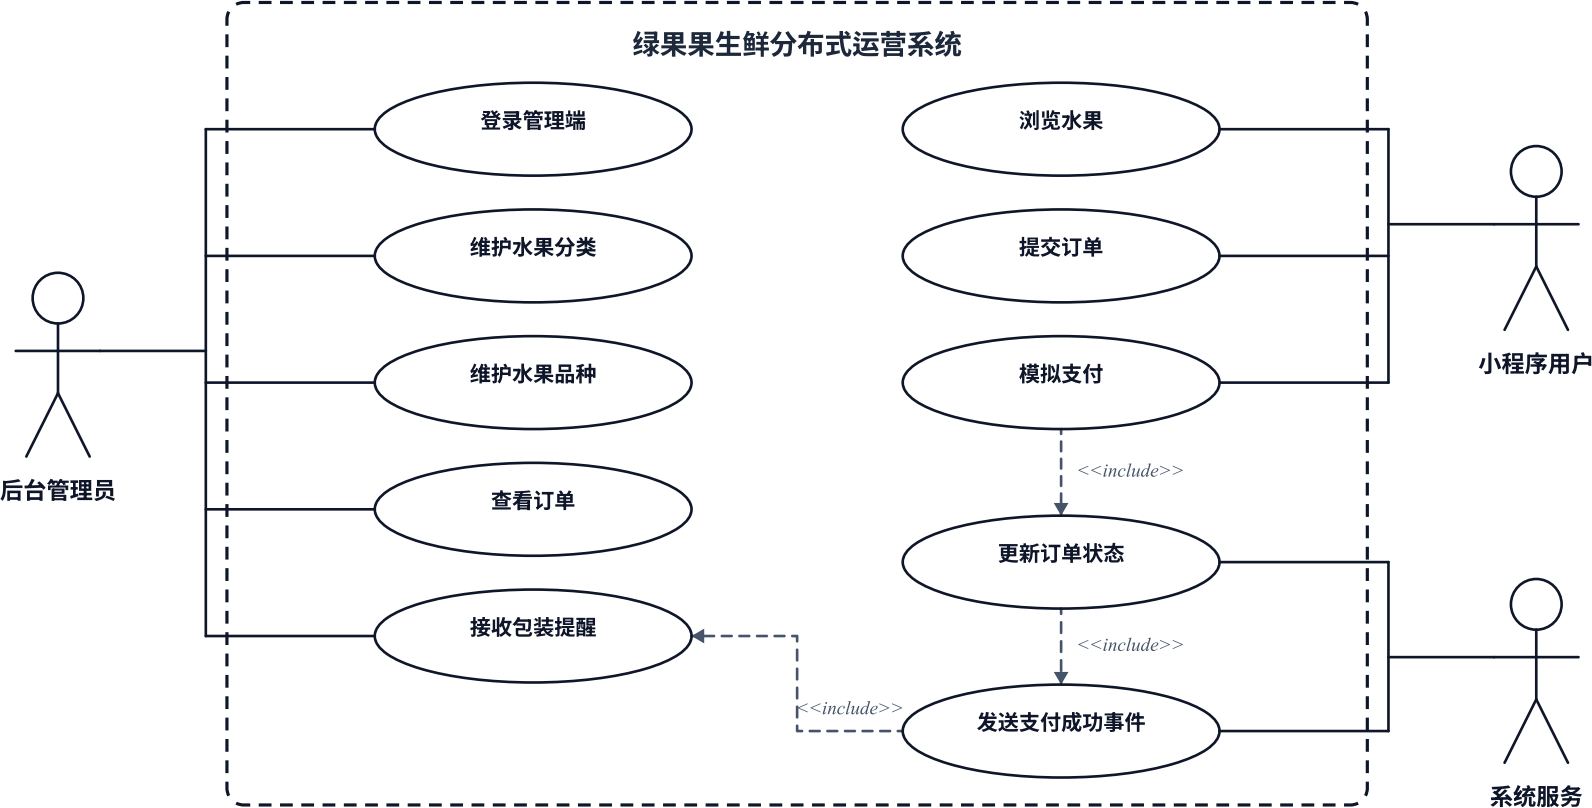 绿果果生鲜分布式运营系统
登录管理端
浏览水果
维护水果分类
提交订单
维护水果品种
模拟支付
小程序用户
<<include>>
后台管理员
查看订单
更新订单状态
接收包装提醒
<<include>>
<<include>>
发送支付成功事件
系统服务